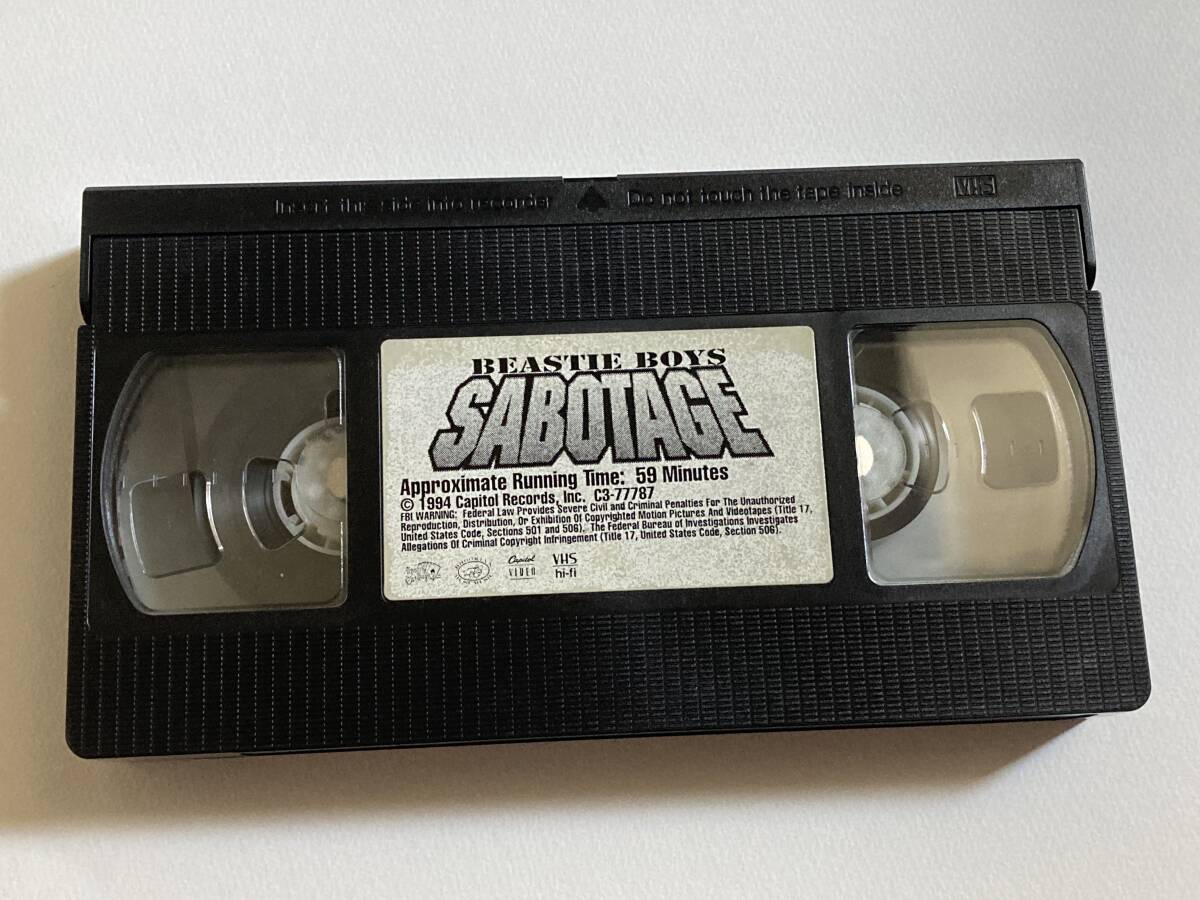 Insert this side into recorder Do not touch the tape inside VHS
BEASTIE BOYS
SABOTAGE
Approximate Running Time: 59 Minutes
© 1994 Capitol Records, Inc. C3-77787
FBI WARNING: Federal Law Provides Severe Civil and Criminal Penalties For The Unauthorized
Reproduction, Distribution, Or Exhibition Of Copyrighted Motion Pictures And Videotapes (Title 17,
United States Code, Sections 501 and 506). The Federal Bureau of Investigations Investigates
Allegations Of Criminal Copyright Infringement (Title 17, United States Code, Section 506).
Capitol VHS
VIDEO hi-fi